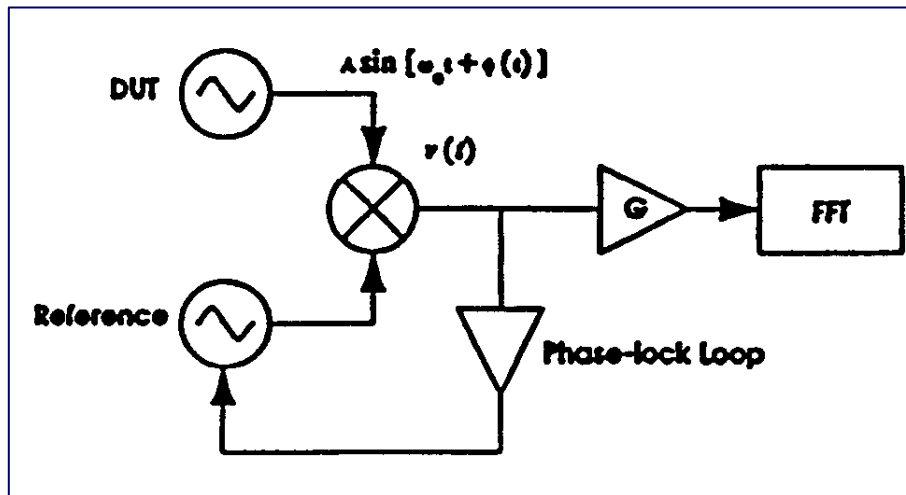 A sin [ω₀t + φ(t)]
DUT
v(t)
G
FFT
Reference
Phase-lock Loop